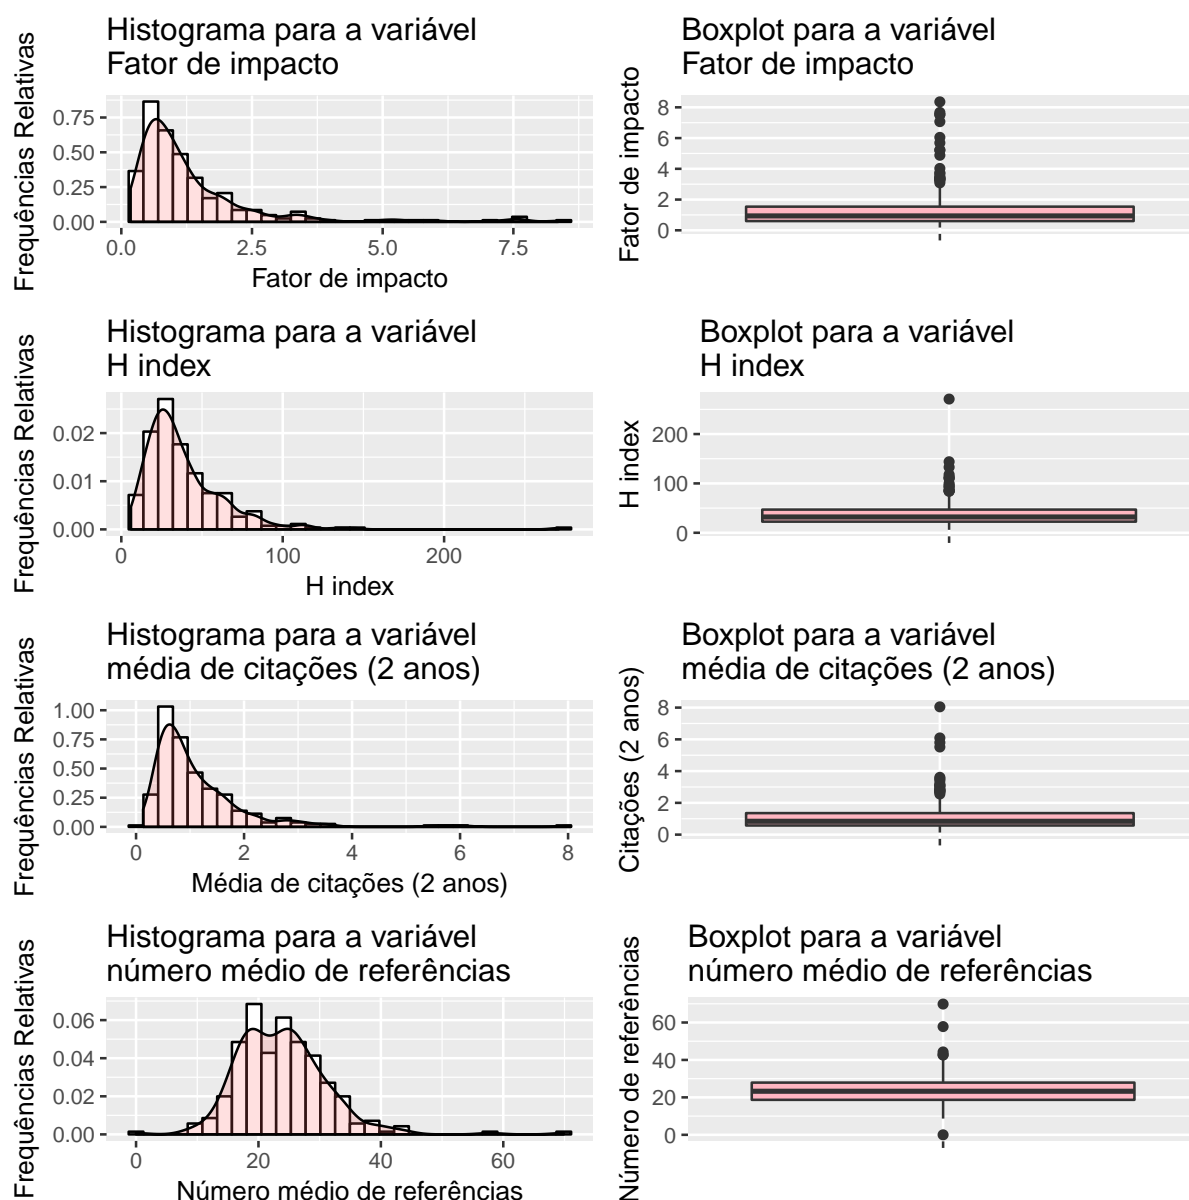 Histograma para a variável
Fator de impacto
Frequências Relativas
0.75
0.50
0.25
0.00
0.0 2.5 5.0 7.5
Fator de impacto
Boxplot para a variável
Fator de impacto
Fator de impacto
8
6
4
2
0
Histograma para a variável
H index
Frequências Relativas
0.02
0.01
0.00
0 100 200
H index
Boxplot para a variável
H index
H index
200
100
0
Histograma para a variável
média de citações (2 anos)
Frequências Relativas
1.00
0.75
0.50
0.25
0.00
0 2 4 6 8
Média de citações (2 anos)
Boxplot para a variável
média de citações (2 anos)
Citações (2 anos)
8
6
4
2
0
Histograma para a variável
número médio de referências
Frequências Relativas
0.06
0.04
0.02
0.00
0 20 40 60
Número médio de referências
Boxplot para a variável
número médio de referências
Número de referências
60
40
20
0